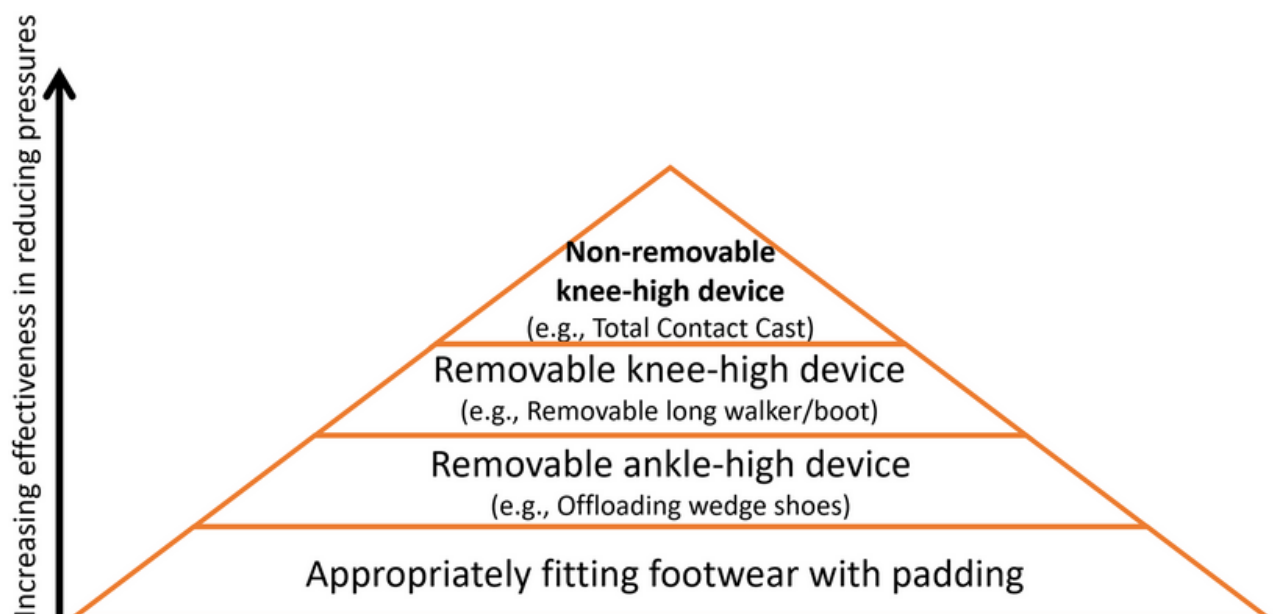 Increasing effectiveness in reducing pressures
Non-removable
knee-high device
(e.g., Total Contact Cast)
Removable knee-high device
(e.g., Removable long walker/boot)
Removable ankle-high device
(e.g., Offloading wedge shoes)
Appropriately fitting footwear with padding